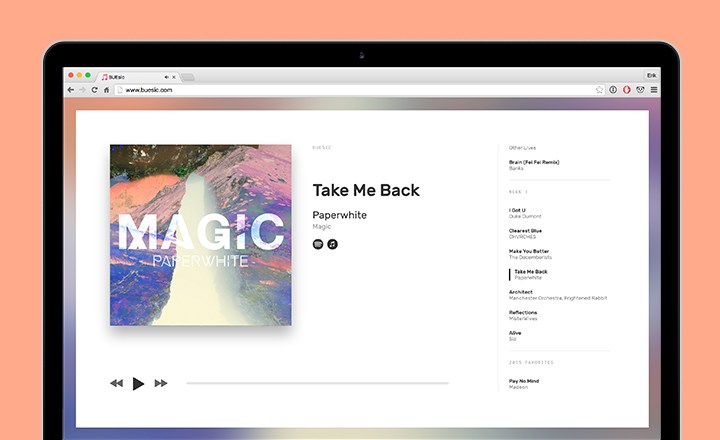 BUEsic
Erik
www.buesic.com
MAGIC
PAPERWHITE
BUESIC
Take Me Back
Paperwhite
Magic
Other Lives
Brain (Fei Fei Remix)
Banks
WEEK 1
I Got U
Duke Dumont
Clearest Blue
CHVRCHES
Make You Better
The Decemberists
Take Me Back
Paperwhite
Architect
Manchester Orchestra, Frightened Rabbit
Reflections
MisterWives
Alive
Sia
2015 FAVORITES
Pay No Mind
Madeon